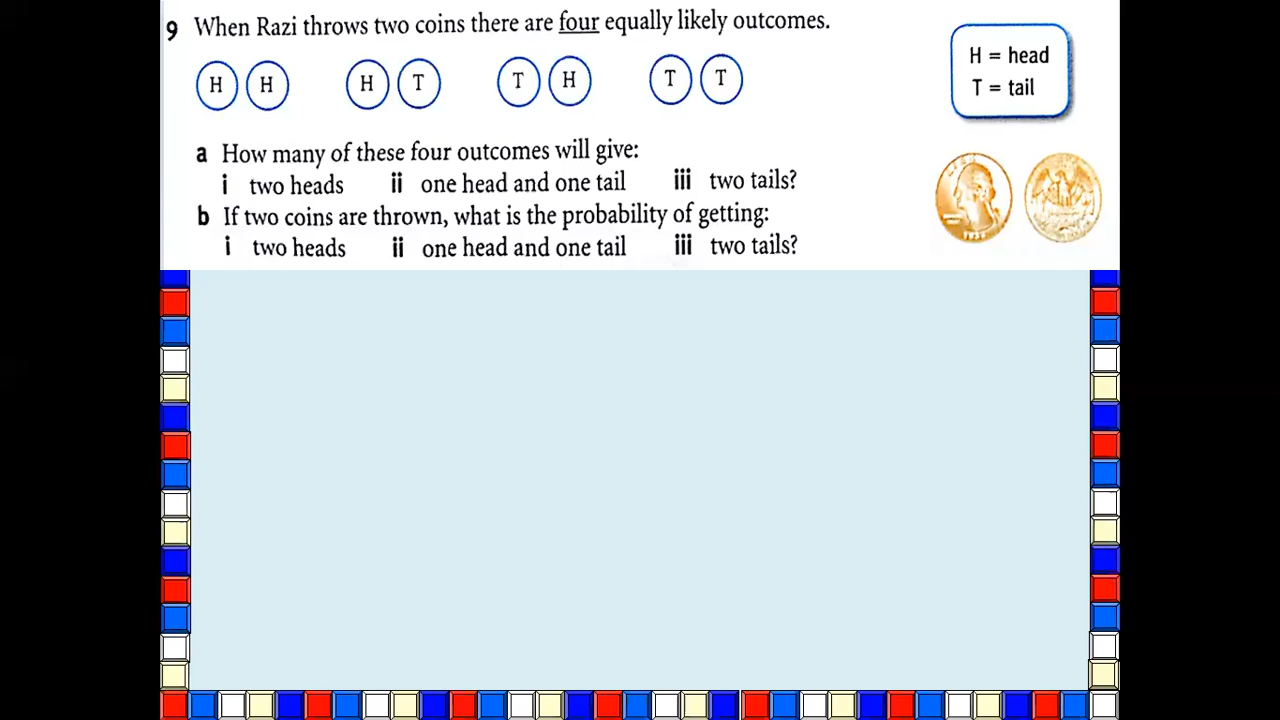 9 When Razi throws two coins there are four equally likely outcomes.
H H H T T H T T
H = head
T = tail
a How many of these four outcomes will give:
i two heads ii one head and one tail iii two tails?
b If two coins are thrown, what is the probability of getting:
i two heads ii one head and one tail iii two tails?